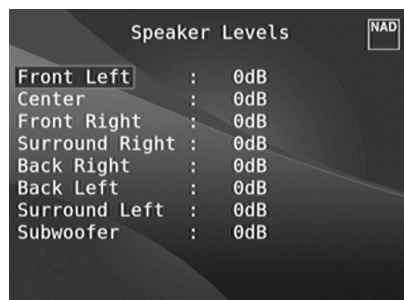 Speaker Levels
NAD
Front Left : 0dB
Center : 0dB
Front Right : 0dB
Surround Right : 0dB
Back Right : 0dB
Back Left : 0dB
Surround Left : 0dB
Subwoofer : 0dB